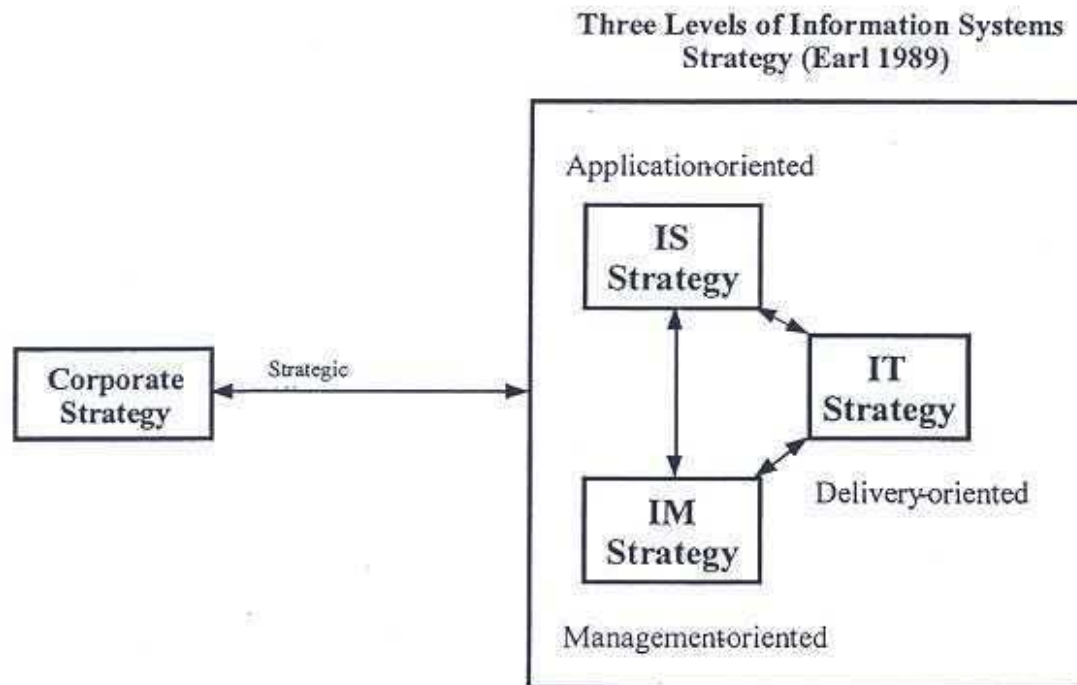 Three Levels of Information Systems
Strategy (Earl 1989)
Application-oriented
IS
Strategy
Corporate
Strategy
Strategic
IT
Strategy
Delivery-oriented
IM
Strategy
Management-oriented